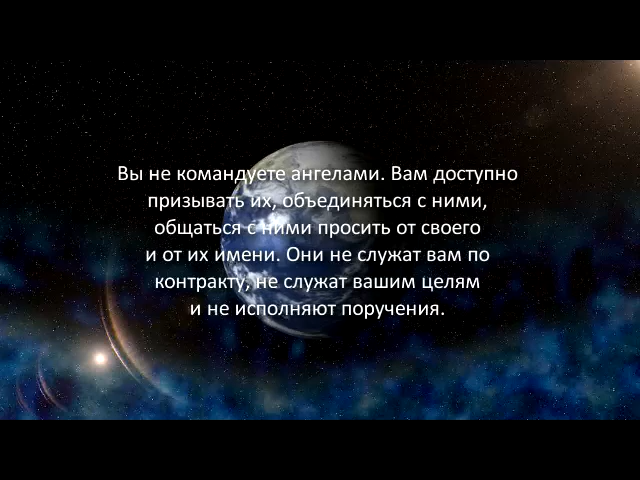 Вы не командуете ангелами. Вам доступно
призывать их, объединяться с ними,
общаться с ними просить от своего
и от их имени. Они не служат вам по
контракту, не служат вашим целям
и не исполняют поручения.